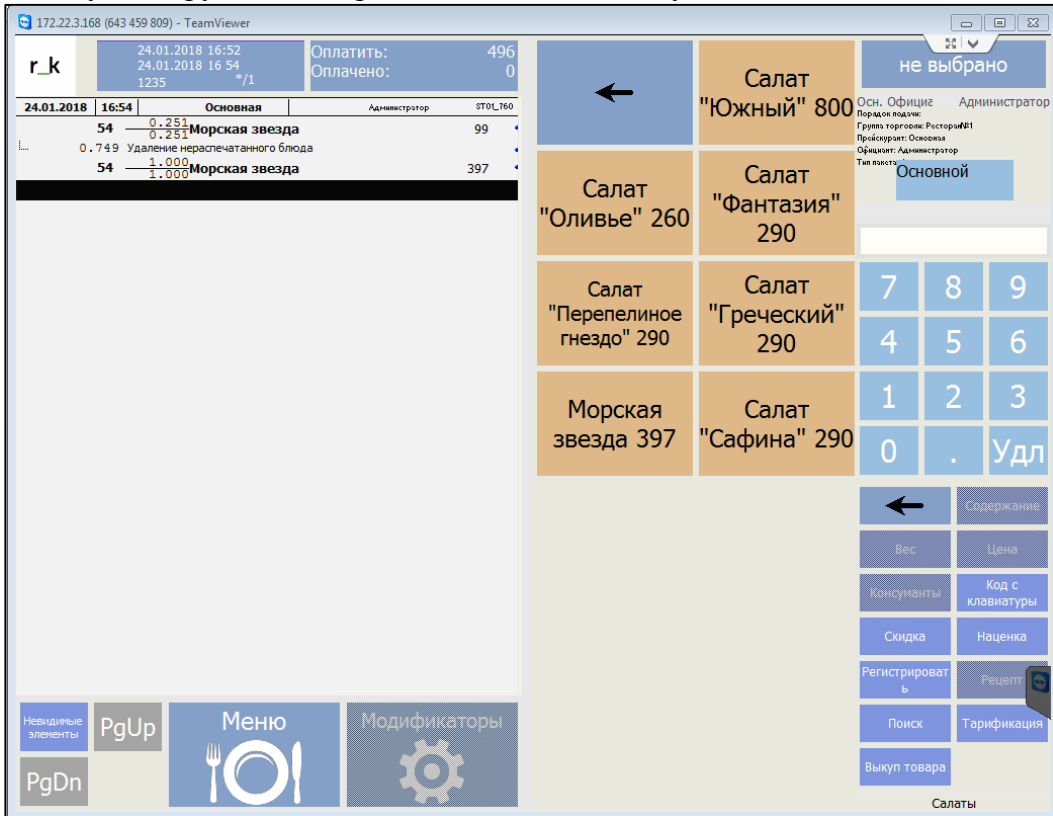 172.22.3.168 (643 459 809) - TeamViewer
r_k
24.01.2018 16:52
24.01.2018 16 54
1235 */1
Оплатить: 496
Оплачено: 0
24.01.2018 16:54 Основная Администратор ST01_760
54 0.251 0.251 Морская звезда 99
0.749 Удаление нераспечатанного блюда
54 1.000 1.000 Морская звезда 397
Невидимые
элементы
PgUp
PgDn
Меню
Модификаторы
Салат
"Южный" 800
Салат
"Оливье" 260
Салат
"Фантазия"
290
Салат
"Перепелиное
гнездо" 290
Салат
"Греческий"
290
Морская
звезда 397
Салат
"Сафина" 290
не выбрано
Осн. Официа Администратор
Порядок подачи:
Группа торговли: Ресторан№1
Прейскурант: Основная
Официант: Администратор
Тип пакета:
Основной
7 8 9
4 5 6
1 2 3
0 . Удл
Содержание
Вес Цена
Консуманты
Код с
клавиатуры
Скидка Наценка
Регистрироват
ь
Рецепт
Поиск Тарификация
Выкуп товара
Салаты